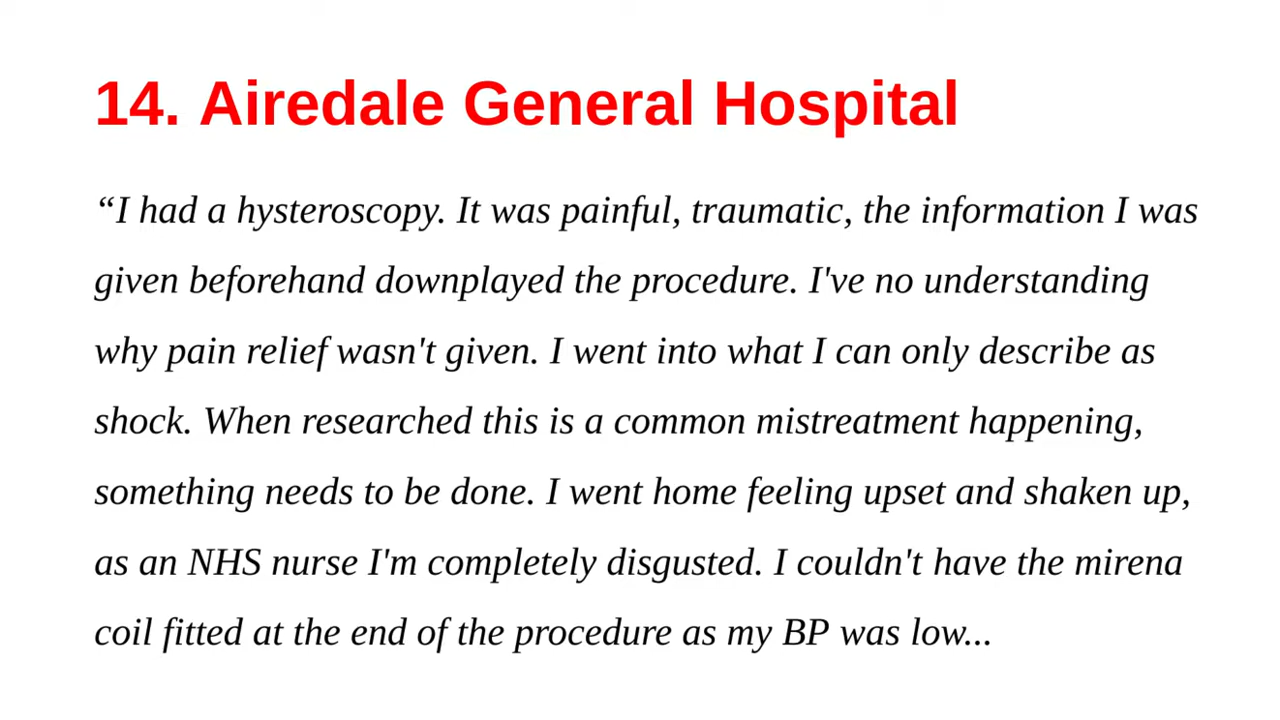 14. Airedale General Hospital
“I had a hysteroscopy. It was painful, traumatic, the information I was
given beforehand downplayed the procedure. I've no understanding
why pain relief wasn't given. I went into what I can only describe as
shock. When researched this is a common mistreatment happening,
something needs to be done. I went home feeling upset and shaken up,
as an NHS nurse I'm completely disgusted. I couldn't have the mirena
coil fitted at the end of the procedure as my BP was low...